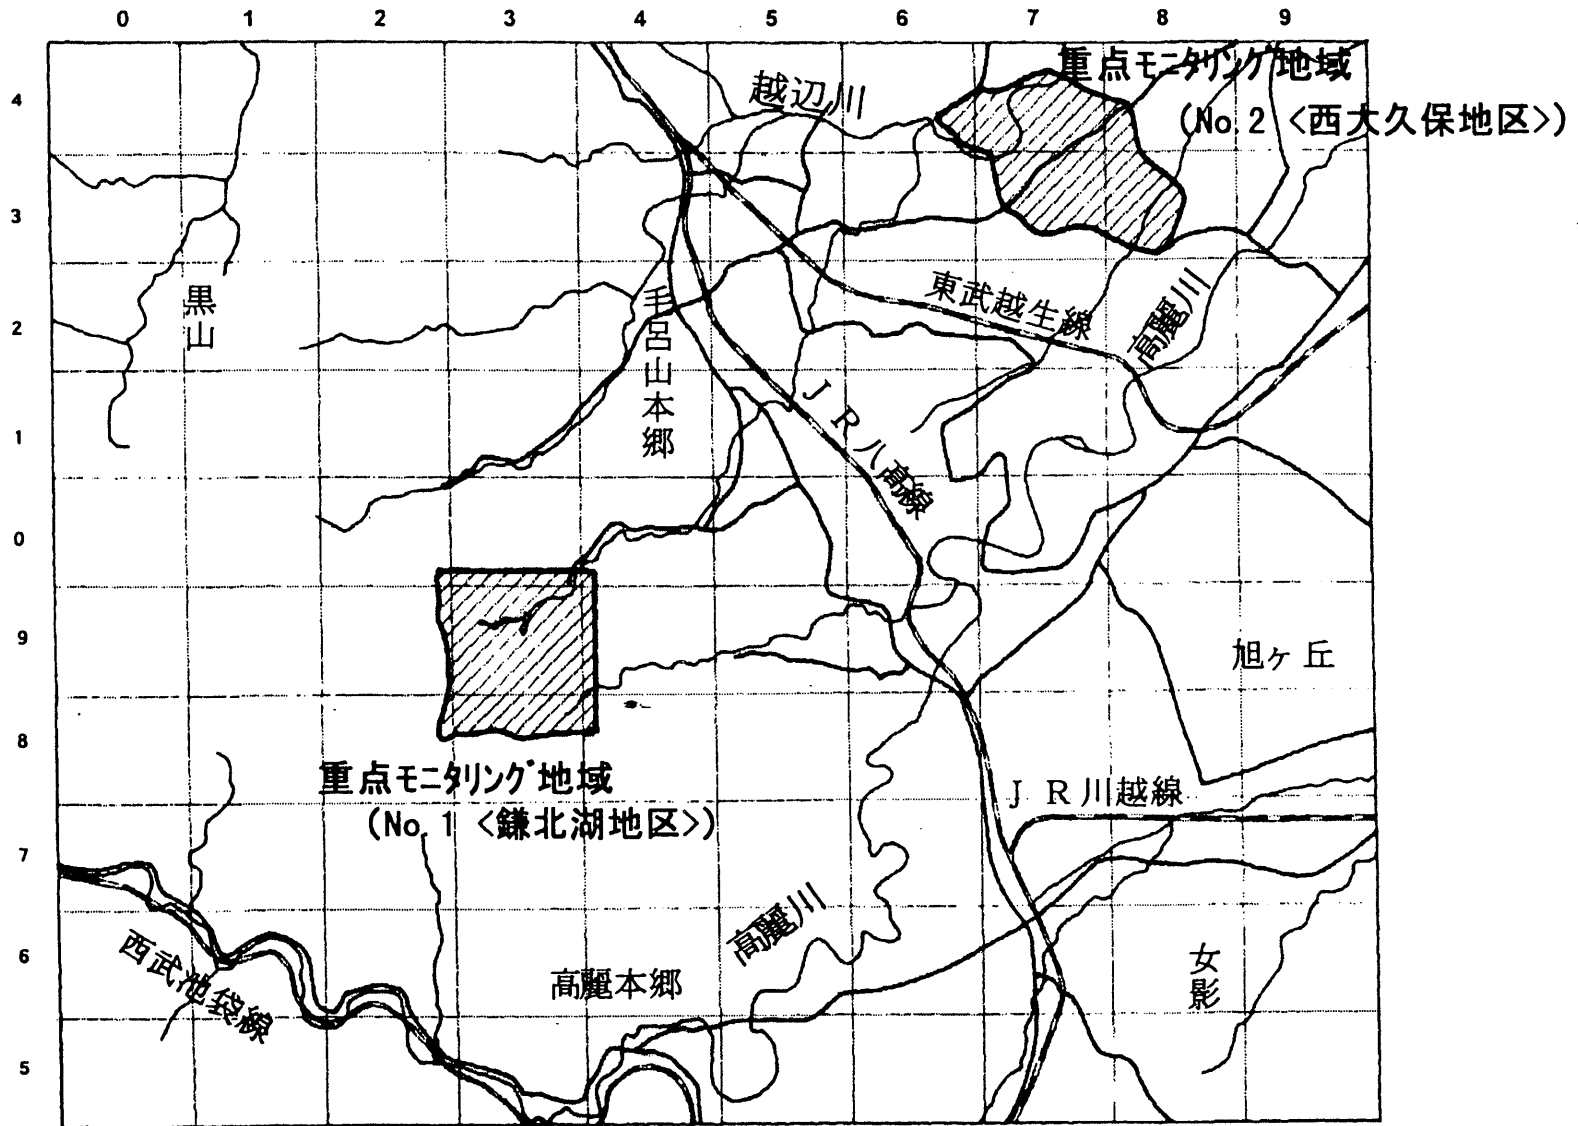 0 1 2 3 4 5 6 7 8 9
4
3
2
1
0
9
8
7
6
5
重点モニタリング地域
(No.2 <西大久保地区>)
越辺川
黒山
毛呂山本郷
東武越生線
高麗川
JR八高線
旭ヶ丘
重点モニタリング地域
(No.1 <鎌北湖地区>)
JR川越線
高麗川
西武池袋線
高麗本郷
女影